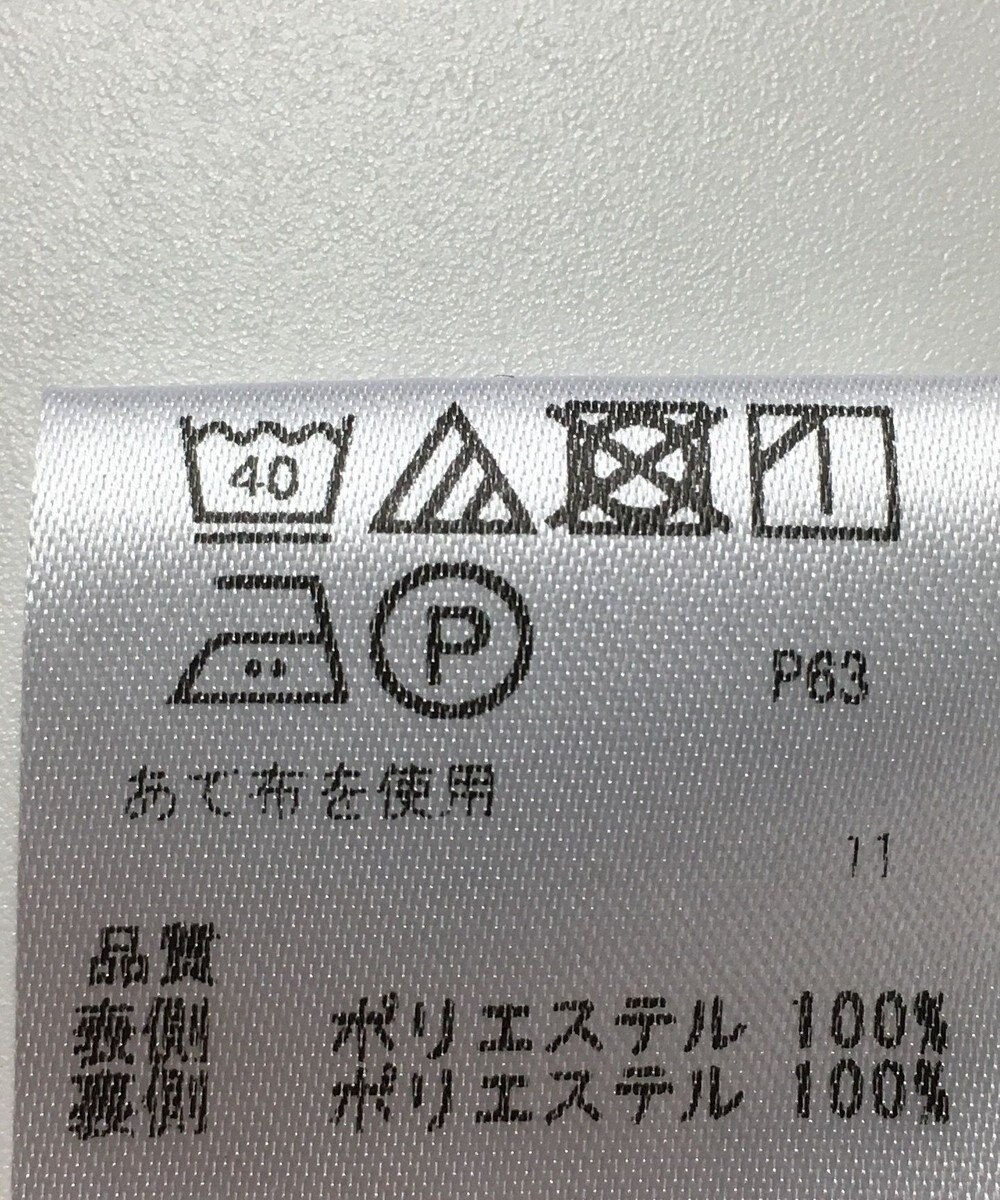 40
P
P63
あて布を使用
11
品質
表側 ポリエステル 100%
裏側 ポリエステル 100%